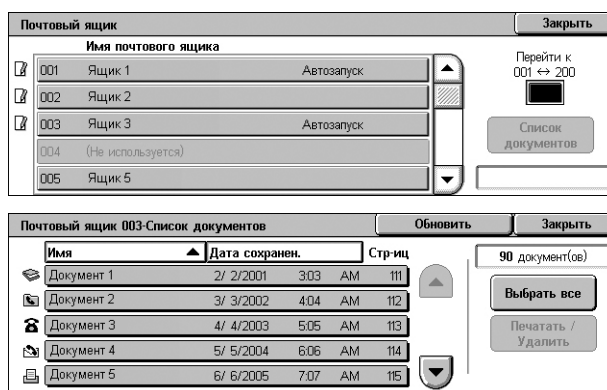 Почтовый ящик
Закрыть
Имя почтового ящика
001 Ящик 1 Автозапуск
002 Ящик 2
003 Ящик 3 Автозапуск
004 (Не используется)
005 Ящик 5
Перейти к
001 ↔ 200
Список
документов
Почтовый ящик 003-Список документов
Обновить
Закрыть
Имя Дата сохранен. Стр-иц
Документ 1 2/ 2/2001 3:03 AM 111
Документ 2 3/ 3/2002 4:04 AM 112
Документ 3 4/ 4/2003 5:05 AM 113
Документ 4 5/ 5/2004 6:06 AM 114
Документ 5 6/ 6/2005 7:07 AM 115
90 документ(ов)
Выбрать все
Печатать /
Удалить